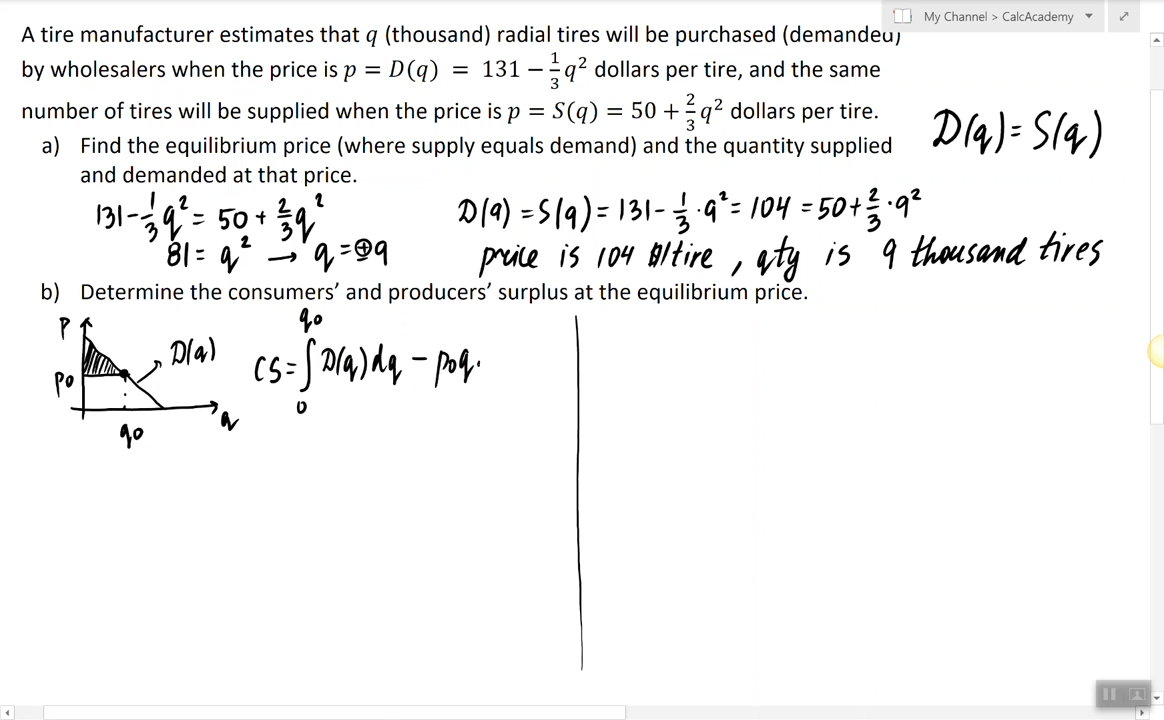 My Channel > CalcAcademy
A tire manufacturer estimates that q (thousand) radial tires will be purchased (demanded)
by wholesalers when the price is p = D(q) = 131 − 1/3 q² dollars per tire, and the same
number of tires will be supplied when the price is p = S(q) = 50 + 2/3 q² dollars per tire.
D(q) = S(q)
a) Find the equilibrium price (where supply equals demand) and the quantity supplied
and demanded at that price.
131 - 1/3 q² = 50 + 2/3 q²
81 = q² → q = ⊕9
D(9) = S(9) = 131 - 1/3 · 9² = 104 = 50 + 2/3 · 9²
price is 104 $/tire, qty is 9 thousand tires
b) Determine the consumers' and producers' surplus at the equilibrium price.
P
D(q)
p0
q0
q
CS = ∫₀^q0 D(q) dq - p0q.